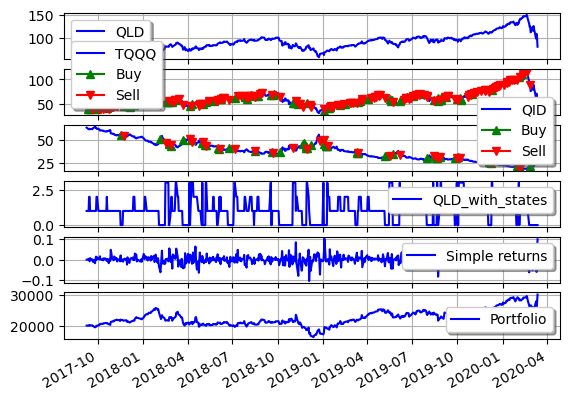 150
100
QLD
TQQQ
Buy
Sell
100
50
QID
Buy
Sell
50
25
2.5
0.0
QLD_with_states
0.1
0.0
−0.1
Simple returns
30000
20000
Portfolio
2017-10
2018-01
2018-04
2018-07
2018-10
2019-01
2019-04
2019-07
2019-10
2020-01
2020-04